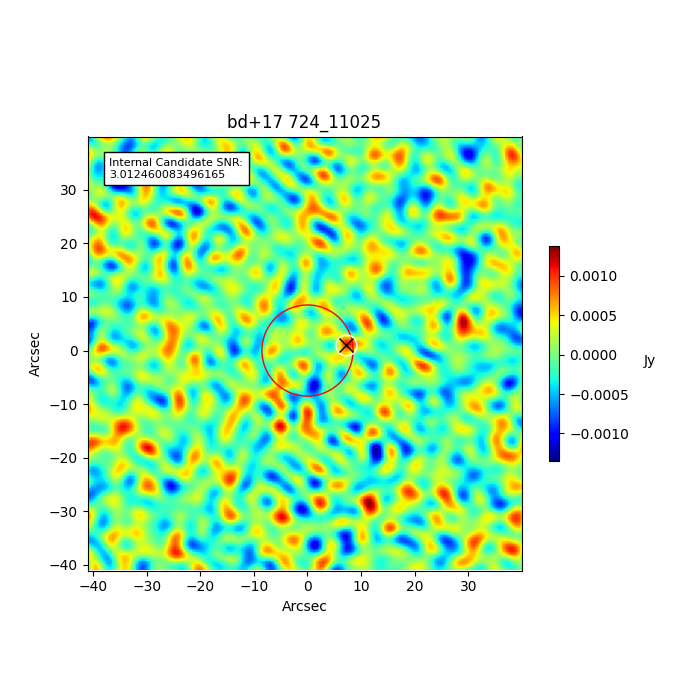 bd+17 724_11025
Internal Candidate SNR:
3.012460083496165
Arcsec
30
20
10
0
−10
−20
−30
−40
−40 −30 −20 −10 0 10 20 30
Arcsec
0.0010
0.0005
0.0000
−0.0005
−0.0010
Jy